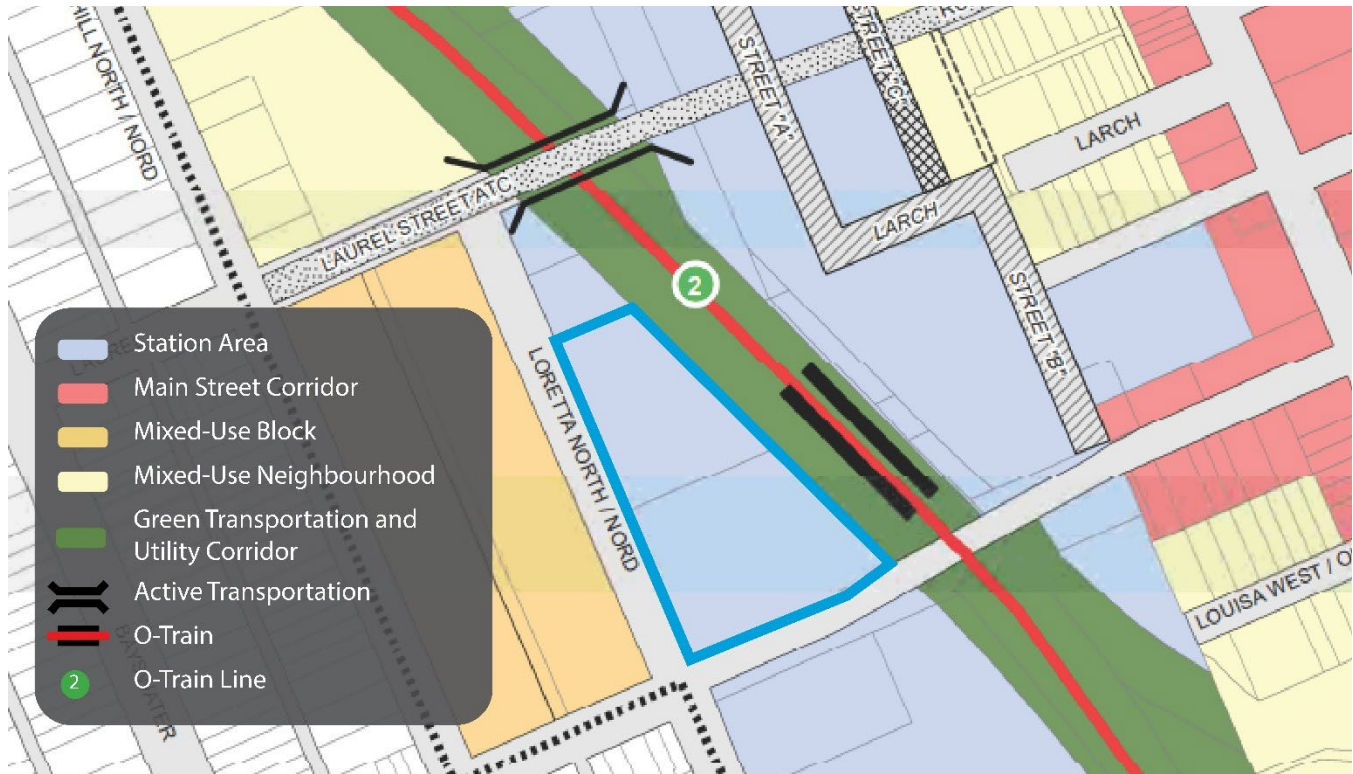 HILL NORTH / NORD
STREET "A"
STREET "C"
LARCH
LAUREL STREET ATC
LARCH
2
STREET "B"
LORETTA NORTH / NORD
LOUISA WEST /
Station Area
Main Street Corridor
Mixed-Use Block
Mixed-Use Neighbourhood
Green Transportation and
Utility Corridor
Active Transportation
O-Train
2
O-Train Line